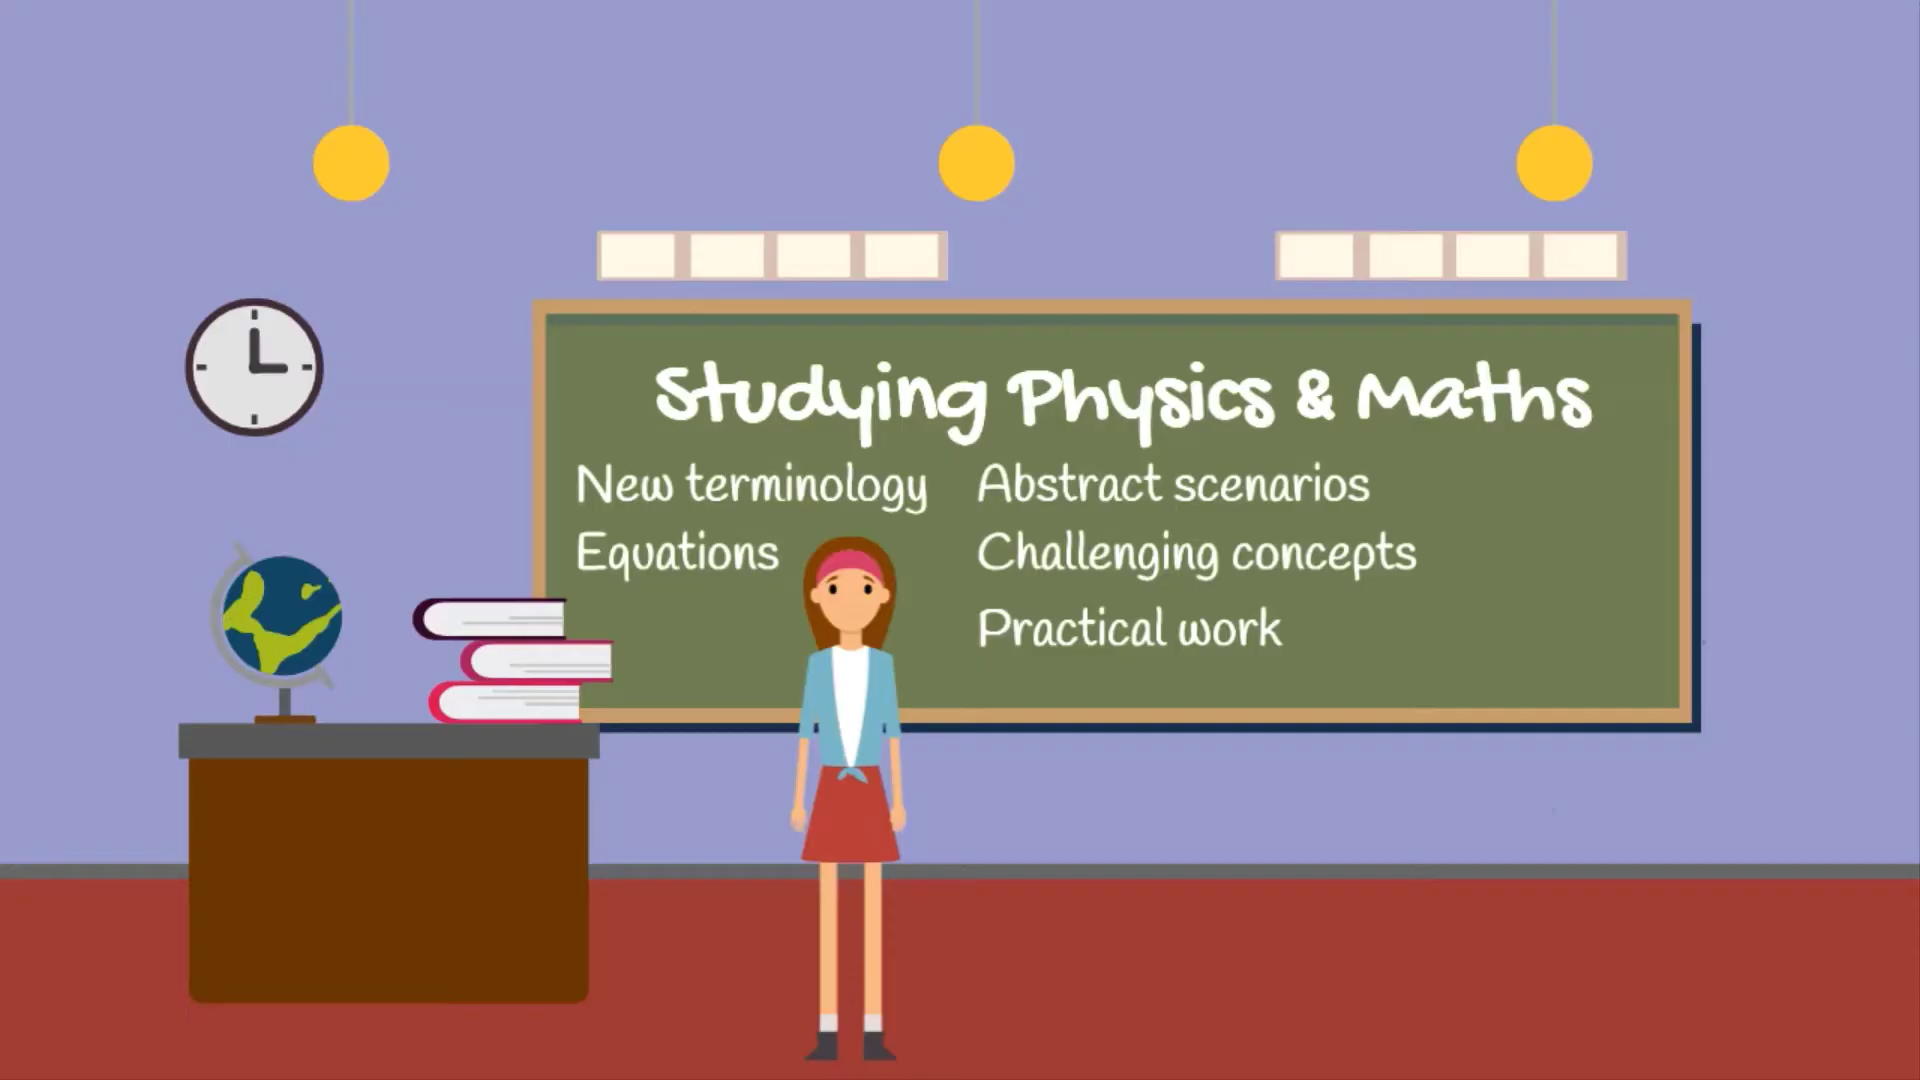 Studying Physics & Maths
New terminology
Equations
Abstract scenarios
Challenging concepts
Practical work